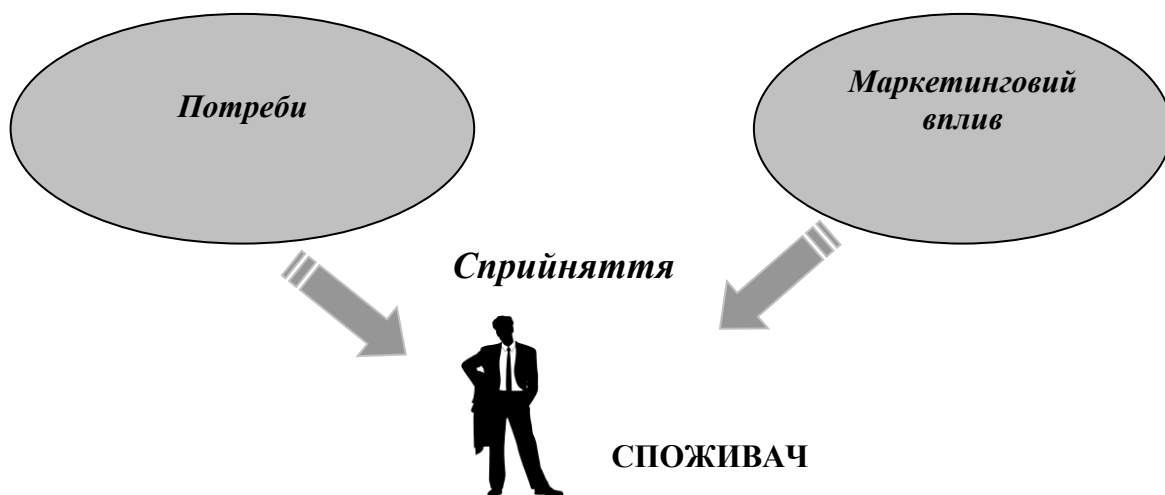 Потреби
Маркетинговий
вплив
Сприйняття
СПОЖИВАЧ